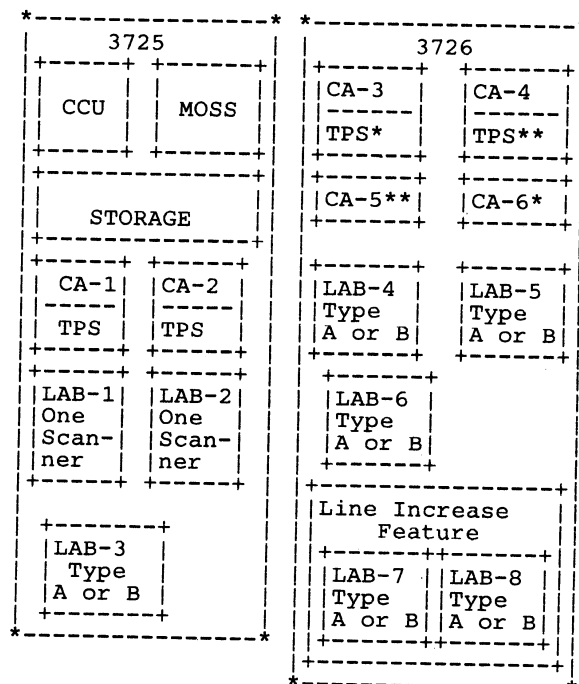 3725
CCU MOSS
STORAGE
CA-1 CA-2
TPS TPS
LAB-1 LAB-2
One One
Scan- Scan-
ner ner
LAB-3
Type
A or B
3726
CA-3 CA-4
TPS* TPS**
CA-5** CA-6*
LAB-4 LAB-5
Type Type
A or B A or B
LAB-6
Type
A or B
Line Increase
Feature
LAB-7 LAB-8
Type Type
A or B A or B